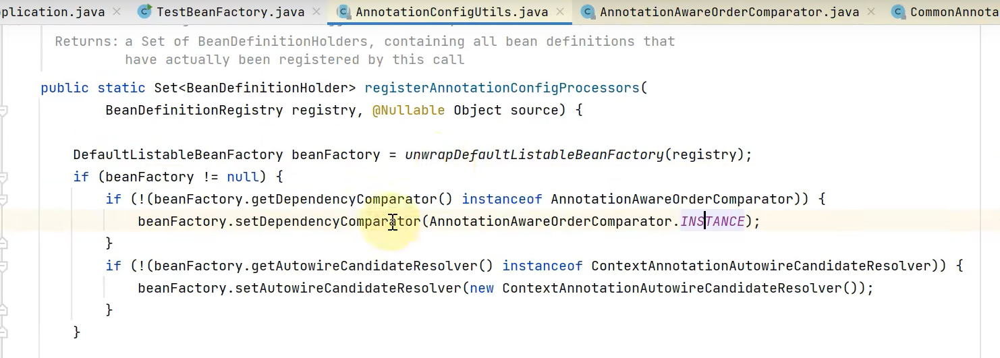 pplication.java × TestBeanFactory.java × AnnotationConfigUtils.java × AnnotationAwareOrderComparator.java × CommonAnnota
Returns: a Set of BeanDefinitionHolders, containing all bean definitions that
have actually been registered by this call
public static Set<BeanDefinitionHolder> registerAnnotationConfigProcessors(
BeanDefinitionRegistry registry, @Nullable Object source) {
DefaultListableBeanFactory beanFactory = unwrapDefaultListableBeanFactory(registry);
if (beanFactory != null) {
if (!(beanFactory.getDependencyComparator() instanceof AnnotationAwareOrderComparator)) {
beanFactory.setDependencyComparator(AnnotationAwareOrderComparator.INSTANCE);
}
if (!(beanFactory.getAutowireCandidateResolver() instanceof ContextAnnotationAutowireCandidateResolver)) {
beanFactory.setAutowireCandidateResolver(new ContextAnnotationAutowireCandidateResolver());
}
}